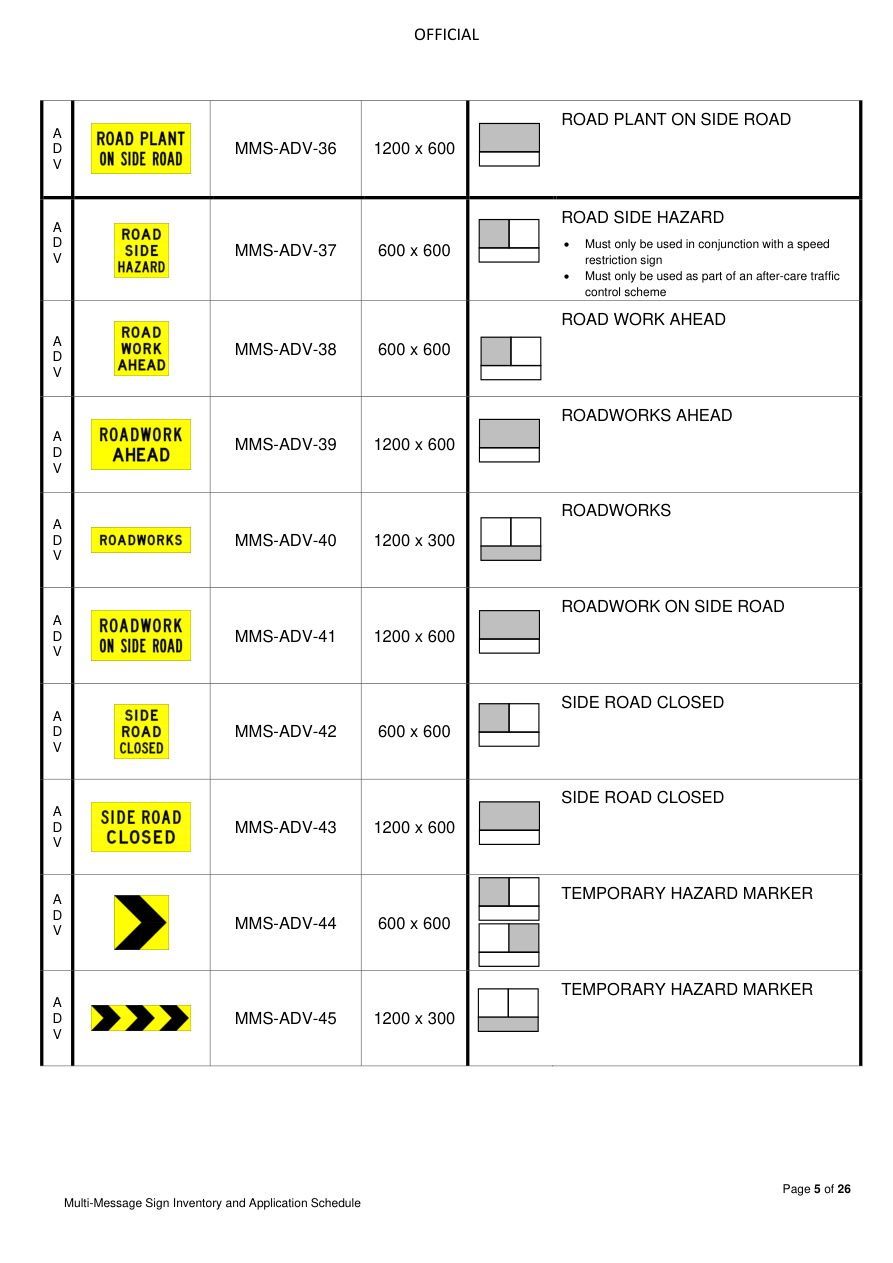 OFFICIAL
A
D
V
ROAD PLANT
ON SIDE ROAD
MMS-ADV-36
1200 x 600
ROAD PLANT ON SIDE ROAD
A
D
V
ROAD
SIDE
HAZARD
MMS-ADV-37
600 x 600
ROAD SIDE HAZARD
• Must only be used in conjunction with a speed
restriction sign
• Must only be used as part of an after-care traffic
control scheme
A
D
V
ROAD
WORK
AHEAD
MMS-ADV-38
600 x 600
ROAD WORK AHEAD
A
D
V
ROADWORK
AHEAD
MMS-ADV-39
1200 x 600
ROADWORKS AHEAD
A
D
V
ROADWORKS
MMS-ADV-40
1200 x 300
ROADWORKS
A
D
V
ROADWORK
ON SIDE ROAD
MMS-ADV-41
1200 x 600
ROADWORK ON SIDE ROAD
A
D
V
SIDE
ROAD
CLOSED
MMS-ADV-42
600 x 600
SIDE ROAD CLOSED
A
D
V
SIDE ROAD
CLOSED
MMS-ADV-43
1200 x 600
SIDE ROAD CLOSED
A
D
V
MMS-ADV-44
600 x 600
TEMPORARY HAZARD MARKER
A
D
V
MMS-ADV-45
1200 x 300
TEMPORARY HAZARD MARKER
Page 5 of 26
Multi-Message Sign Inventory and Application Schedule